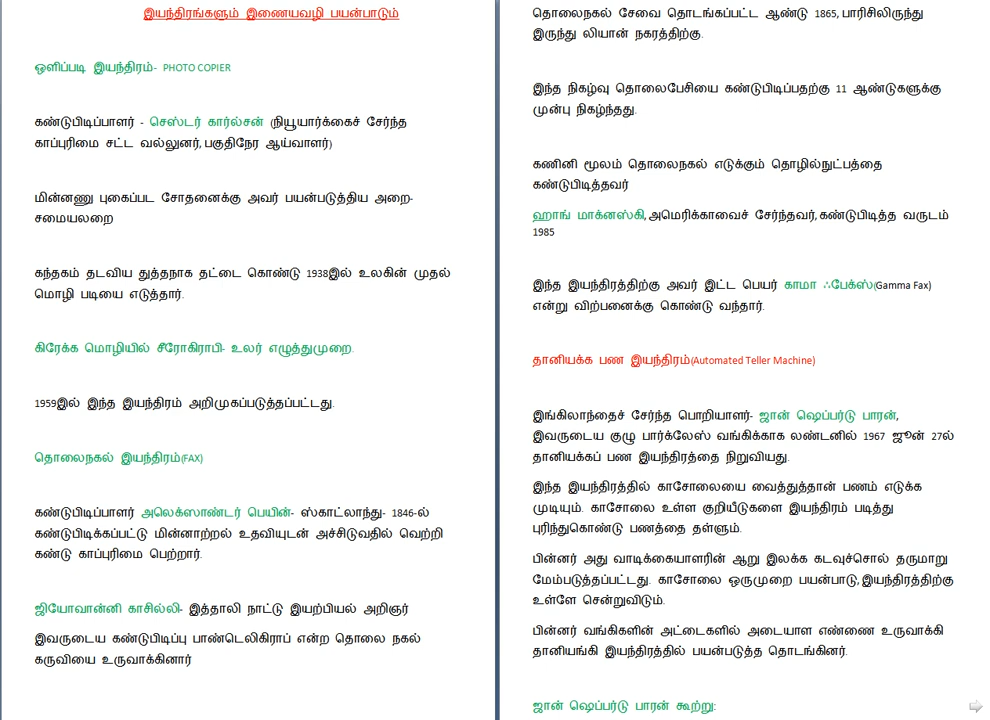 இயந்திரங்களும் இணையவழி பயன்பாடும்
ஒளிப்படி இயந்திரம்- PHOTO COPIER
கண்டுபிடிப்பாளர் - செஸ்டர் கார்ல்சன் (நியூயார்க்கைச் சேர்ந்த
காப்புரிமை சட்ட வல்லுனர், பகுதிநேர ஆய்வாளர்)
மின்னணு புகைப்பட சோதனைக்கு அவர் பயன்படுத்திய அறை-
சமையலறை
கந்தகம் தடவிய துத்தநாக தட்டை கொண்டு 1938இல் உலகின் முதல்
மொழி படியை எடுத்தார்.
கிரேக்க மொழியில் சீரோகிராபி- உலர் எழுத்துமுறை.
1959இல் இந்த இயந்திரம் அறிமுகப்படுத்தப்பட்டது.
தொலைநகல் இயந்திரம்(FAX)
கண்டுபிடிப்பாளர் அலெக்ஸாண்டர் பெயின்- ஸ்காட்லாந்து- 1846-ல்
கண்டுபிடிக்கப்பட்டு மின்னாற்றல் உதவியுடன் அச்சிடுவதில் வெற்றி
கண்டு காப்புரிமை பெற்றார்.
ஜியோவான்னி காசில்லி- இத்தாலி நாட்டு இயற்பியல் அறிஞர்
இவருடைய கண்டுபிடிப்பு பாண்டெலிகிராப் என்ற தொலை நகல்
கருவியை உருவாக்கினார்
தொலைநகல் சேவை தொடங்கப்பட்ட ஆண்டு 1865, பாரிசிலிருந்து
இருந்து லியான் நகரத்திற்கு.
இந்த நிகழ்வு தொலைபேசியை கண்டுபிடிப்பதற்கு 11 ஆண்டுகளுக்கு
முன்பு நிகழ்ந்தது.
கணினி மூலம் தொலைநகல் எடுக்கும் தொழில்நுட்பத்தை
கண்டுபிடித்தவர்
ஹாங் மாக்னஸ்கி, அமெரிக்காவைச் சேர்ந்தவர், கண்டுபிடித்த வருடம்
1985
இந்த இயந்திரத்திற்கு அவர் இட்ட பெயர் காமா ஃபேக்ஸ்(Gamma Fax)
என்று விற்பனைக்கு கொண்டு வந்தார்.
தானியக்க பண இயந்திரம்(Automated Teller Machine)
இங்கிலாந்தைச் சேர்ந்த பொறியாளர்- ஜான் ஷெப்பர்டு பாரன்,
இவருடைய குழு பார்க்லேஸ் வங்கிக்காக லண்டனில் 1967 ஜூன் 27ல்
தானியக்கப் பண இயந்திரத்தை நிறுவியது.
இந்த இயந்திரத்தில் காசோலையை வைத்துத்தான் பணம் எடுக்க
முடியும். காசோலை உள்ள குறியீடுகளை இயந்திரம் படித்து
புரிந்துகொண்டு பணத்தை தள்ளும்.
பின்னர் அது வாடிக்கையாளரின் ஆறு இலக்க கடவுச்சொல் தருமாறு
மேம்படுத்தப்பட்டது. காசோலை ஒருமுறை பயன்பாடு, இயந்திரத்திற்கு
உள்ளே சென்றுவிடும்.
பின்னர் வங்கிகளின் அட்டைகளில் அடையாள எண்ணை உருவாக்கி
தானியங்கி இயந்திரத்தில் பயன்படுத்த தொடங்கினர்.
ஜான் ஷெப்பர்டு பாரன் கூற்று: